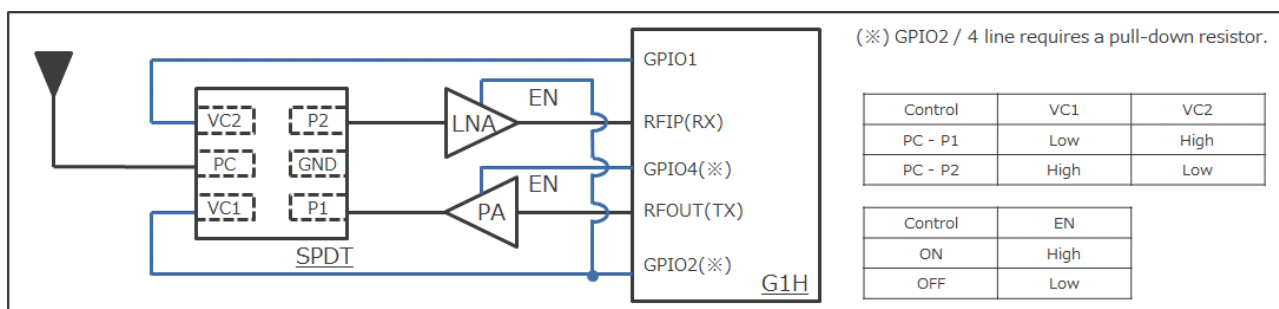 (※) GPIO2 / 4 line requires a pull-down resistor.
GPIO1
EN
VC2
P2
LNA
RFIP(RX)
PC
GND
GPIO4(※)
EN
VC1
P1
PA
RFOUT(TX)
SPDT
GPIO2(※)
G1H
Control VC1 VC2
PC - P1 Low High
PC - P2 High Low
Control EN
ON High
OFF Low